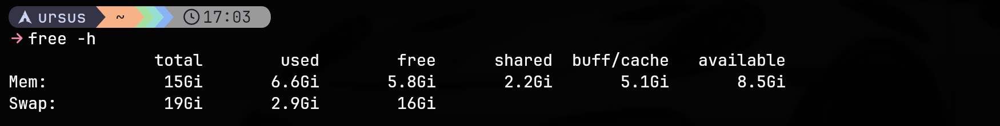 ursus ~ 17:03
→ free -h
total used free shared buff/cache available
Mem: 15Gi 6.6Gi 5.8Gi 2.2Gi 5.1Gi 8.5Gi
Swap: 19Gi 2.9Gi 16Gi